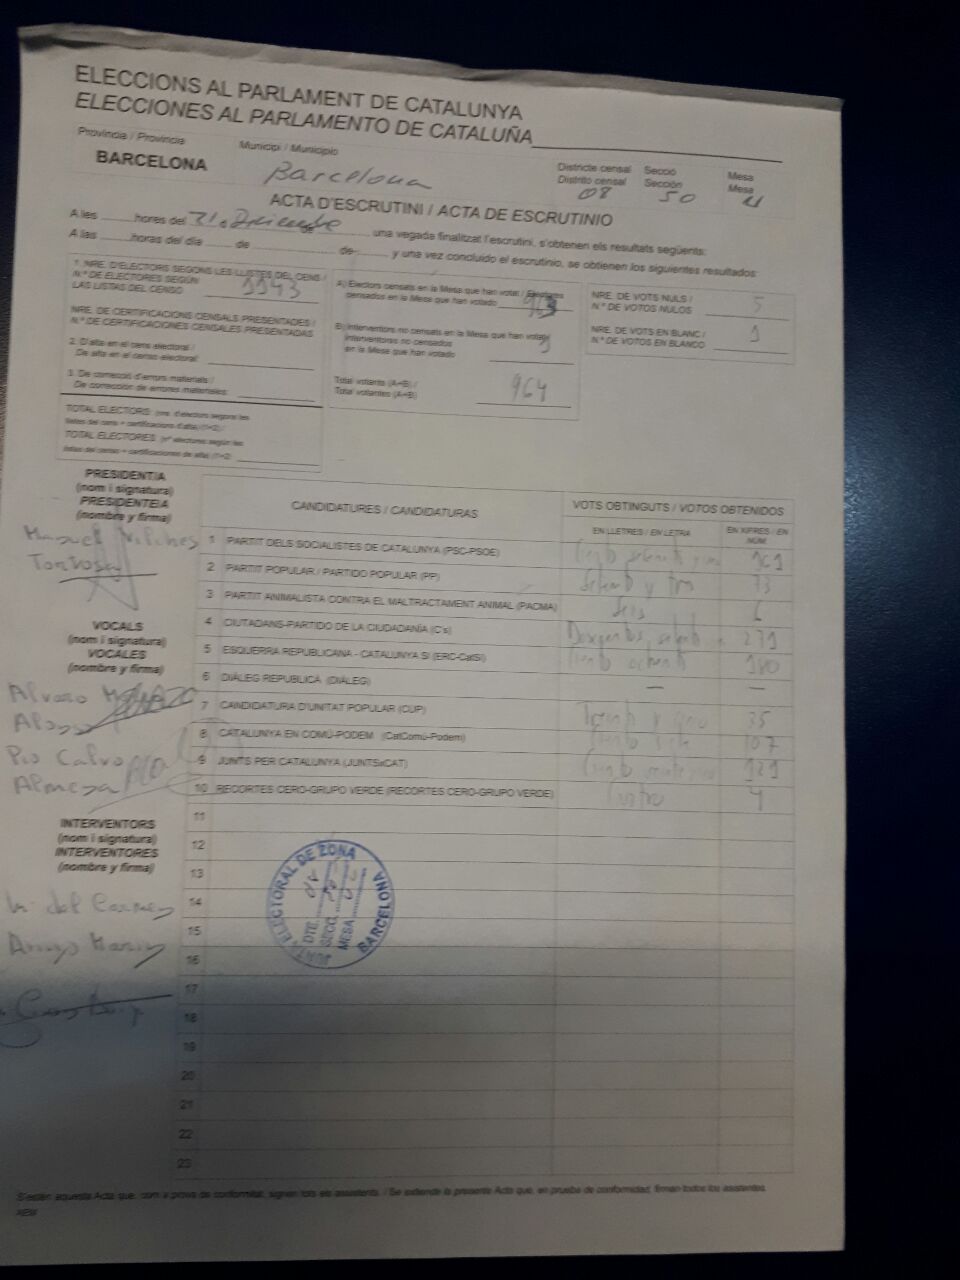 ELECCIONS AL PARLAMENT DE CATALUNYA
ELECCIONES AL PARLAMENTO DE CATALUÑA
Província / Provincia
BARCELONA
Municipi / Municipio
Barcelona
Districte censal
Distrito censal
08
Secció
Sección
50
Mesa
Mesa
U
ACTA D'ESCRUTINI / ACTA DE ESCRUTINIO
A les ........ hores del 21. Diciembre ........ una vegada finalitzat l'escrutini, s'obtenen els resultats següents:
A las ........ horas del día ........ de ........ de ........ y una vez concluido el escrutinio, se obtienen los siguientes resultados:
1. NRE. D'ELECTORS SEGONS LES LLISTES DEL CENS /
N.º DE ELECTORES SEGÚN
LAS LISTAS DEL CENSO
NRE. DE CERTIFICACIONS CENSALS PRESENTADES /
N.º DE CERTIFICACIONES CENSALES PRESENTADAS
2. D'alta en el cens electoral /
De alta en el censo electoral:
3. De correcció d'errors materials /
De corrección de errores materiales:
TOTAL ELECTORS: (nre. d'electors segons les
llistes del cens + certificacions d'alta) (1+2) /
TOTAL ELECTORES: (nº electores según las
listas del censo + certificaciones de alta) (1+2)
A) Electors censats en la Mesa que han votat / Electores
censados en la Mesa que han votado
B) Interventors no censats en la Mesa que han votat /
Interventores no censados
en la Mesa que han votado
Total votants (A+B) /
Total votantes (A+B)
964
NRE. DE VOTS NULS /
N.º DE VOTOS NULOS
5
NRE. DE VOTS EN BLANC /
N.º DE VOTOS EN BLANCO
1
PRESIDENT/A
(nom i signatura)
PRESIDENTE/A
(nombre y firma)
Manuel Vilches
Tortosa
VOCALS
(nom i signatura)
VOCALES
(nombre y firma)
Alvaro
Pio Calvo
Almeza
INTERVENTORS
(nom i signatura)
INTERVENTORES
(nombre y firma)
CANDIDATURES / CANDIDATURAS
VOTS OBTINGUTS / VOTOS OBTENIDOS
EN LLETRES / EN LETRA
EN XIFRES / EN NÚM.
1 PARTIT DELS SOCIALISTES DE CATALUNYA (PSC-PSOE) 161
2 PARTIT POPULAR / PARTIDO POPULAR (PP) Setenta y tres 73
3 PARTIT ANIMALISTA CONTRA EL MALTRACTAMENT ANIMAL (PACMA) Seis 6
4 CIUTADANS-PARTIDO DE LA CIUDADANÍA (C's) 271
5 ESQUERRA REPUBLICANA - CATALUNYA SÍ (ERC-CatSí) Ciento ochenta 180
6 DIÀLEG REPUBLICÀ (DIÀLEG) — —
7 CANDIDATURA D'UNITAT POPULAR (CUP) Treinta y cinco 35
8 CATALUNYA EN COMÚ-PODEM (CatComú-Podem) Ciento siete 107
9 JUNTS PER CATALUNYA (JUNTSxCAT) 121
10 RECORTES CERO-GRUPO VERDE (RECORTES CERO-GRUPO VERDE) Cuatro 4
11
12
13
14
15
16
17
18
19
20
21
22
23
JUNTA ELECTORAL DE ZONA
DTE.
SECC.
MESA
BARCELONA
S'estén aquesta Acta que, com a prova de conformitat, signen tots els assistents. / Se extiende la presente Acta que, en prueba de conformidad, firman todos los asistentes.